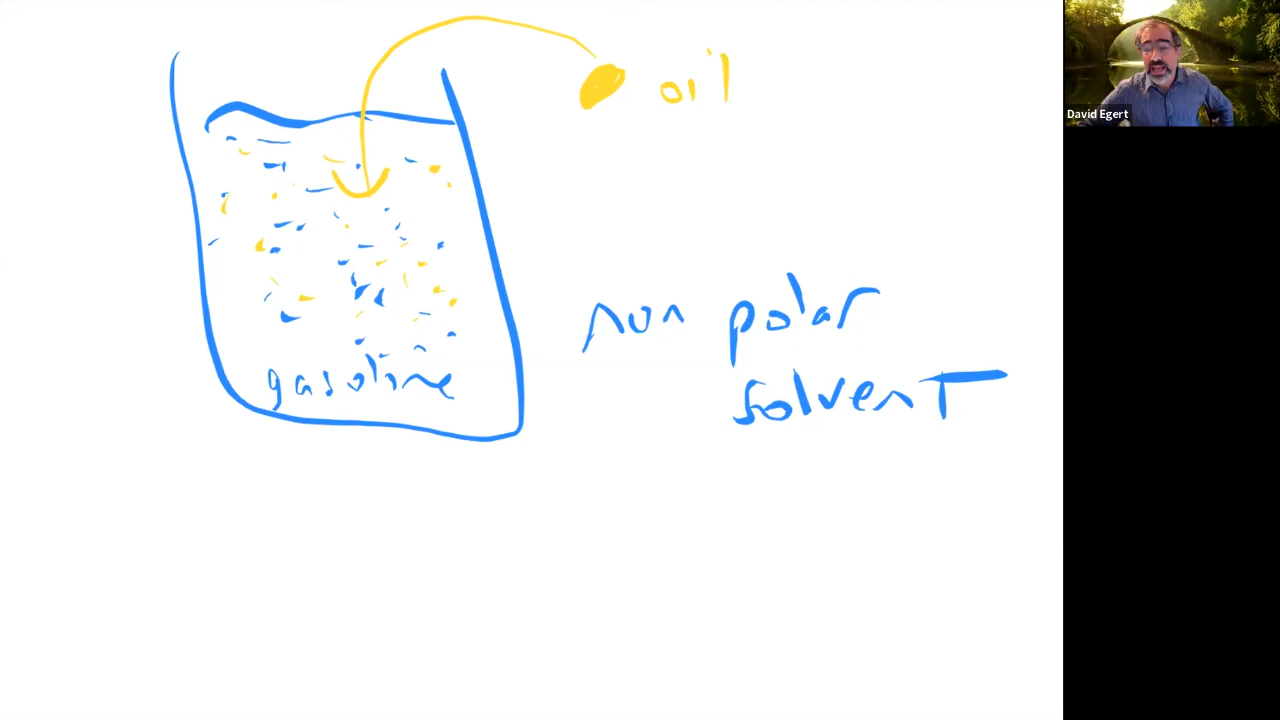 oil
David Egert
non polar
solvent
gasoline